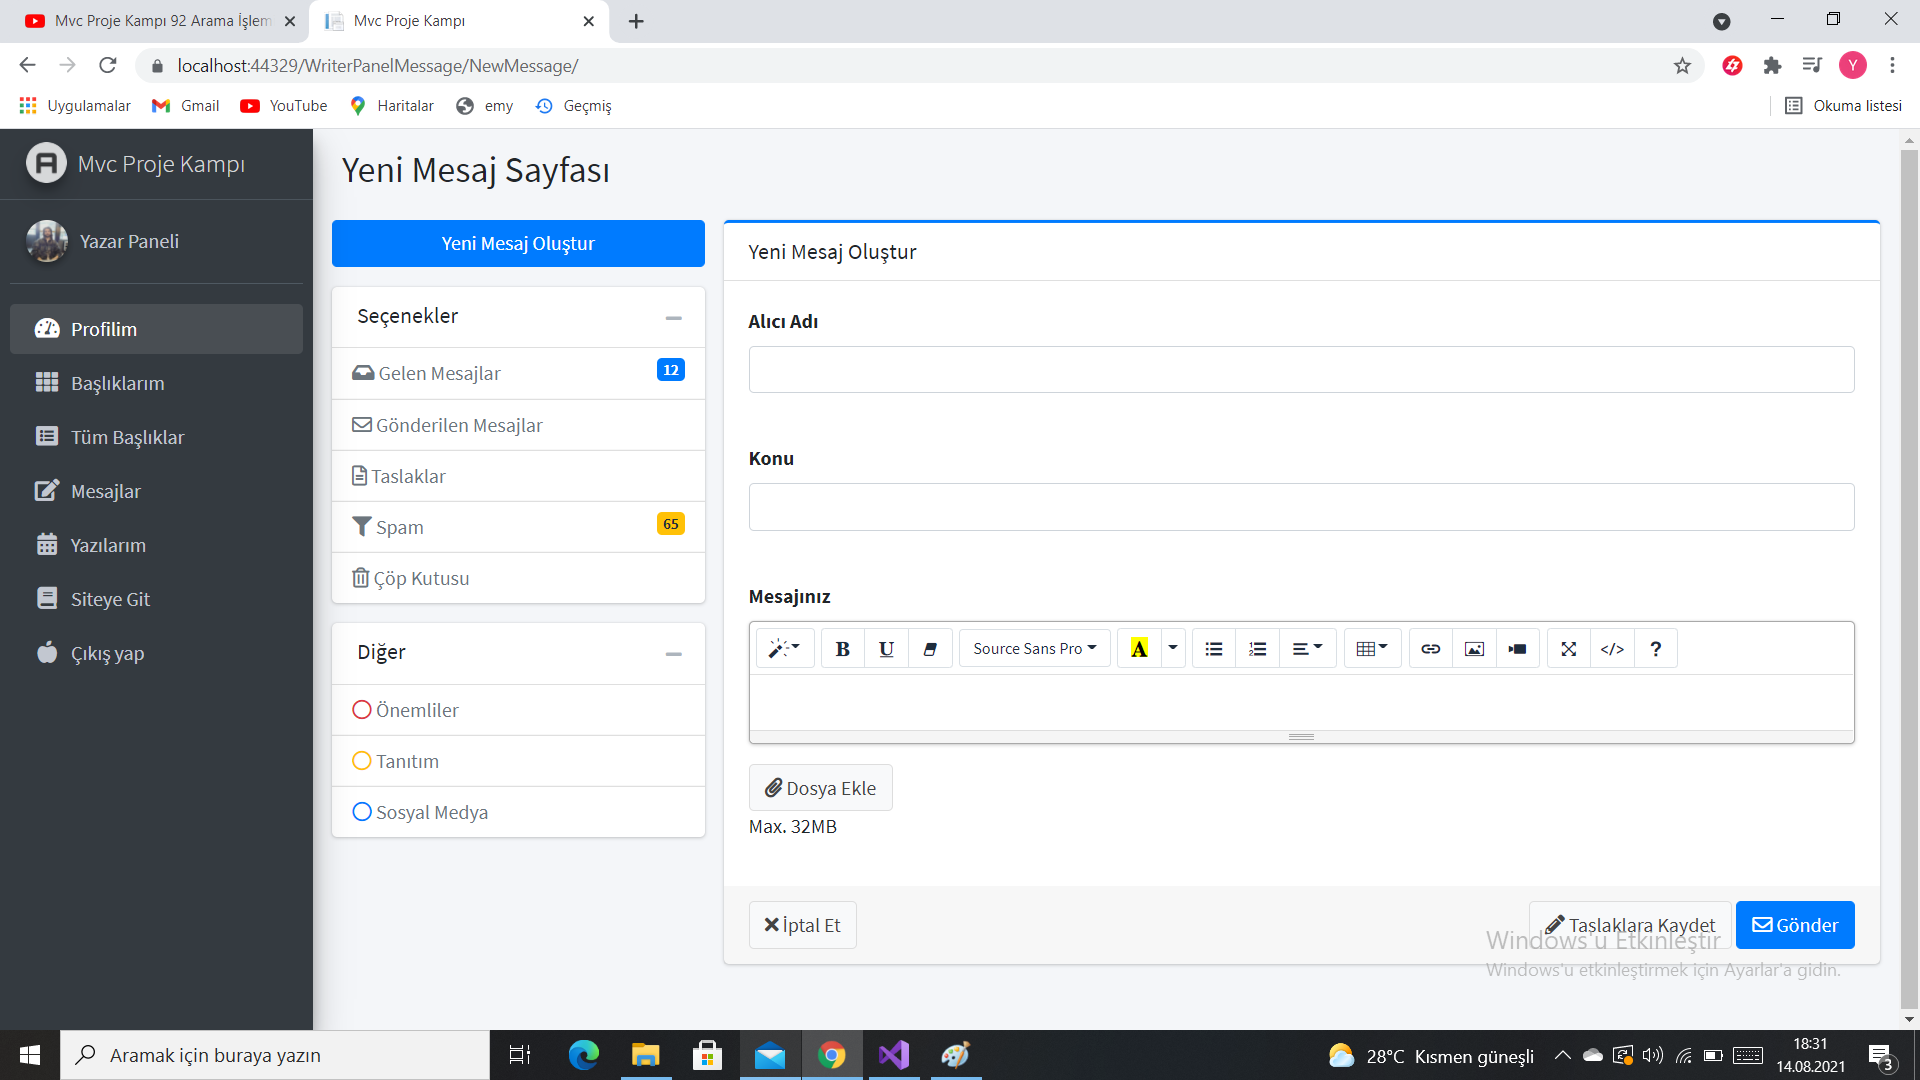 Mvc Proje Kampı 92 Arama İşlem
Mvc Proje Kampı
localhost:44329/WriterPanelMessage/NewMessage/
Y
Uygulamalar
Gmail
YouTube
Haritalar
emy
Geçmiş
Okuma listesi
Mvc Proje Kampı
Yazar Paneli
Profilim
Başlıklarım
Tüm Başlıklar
Mesajlar
Yazılarım
Siteye Git
Çıkış yap
Yeni Mesaj Sayfası
Yeni Mesaj Oluştur
Seçenekler
Gelen Mesajlar 12
Gönderilen Mesajlar
Taslaklar
Spam 65
Çöp Kutusu
Diğer
Önemliler
Tanıtım
Sosyal Medya
Yeni Mesaj Oluştur
Alıcı Adı
Konu
Mesajınız
B U Source Sans Pro A </> ?
Dosya Ekle
Max. 32MB
İptal Et
Taslaklara Kaydet
Gönder
Windows'u Etkinleştir
Windows'u etkinleştirmek için Ayarlar'a gidin.
Aramak için buraya yazın
28°C Kısmen güneşli
18:31
14.08.2021
3